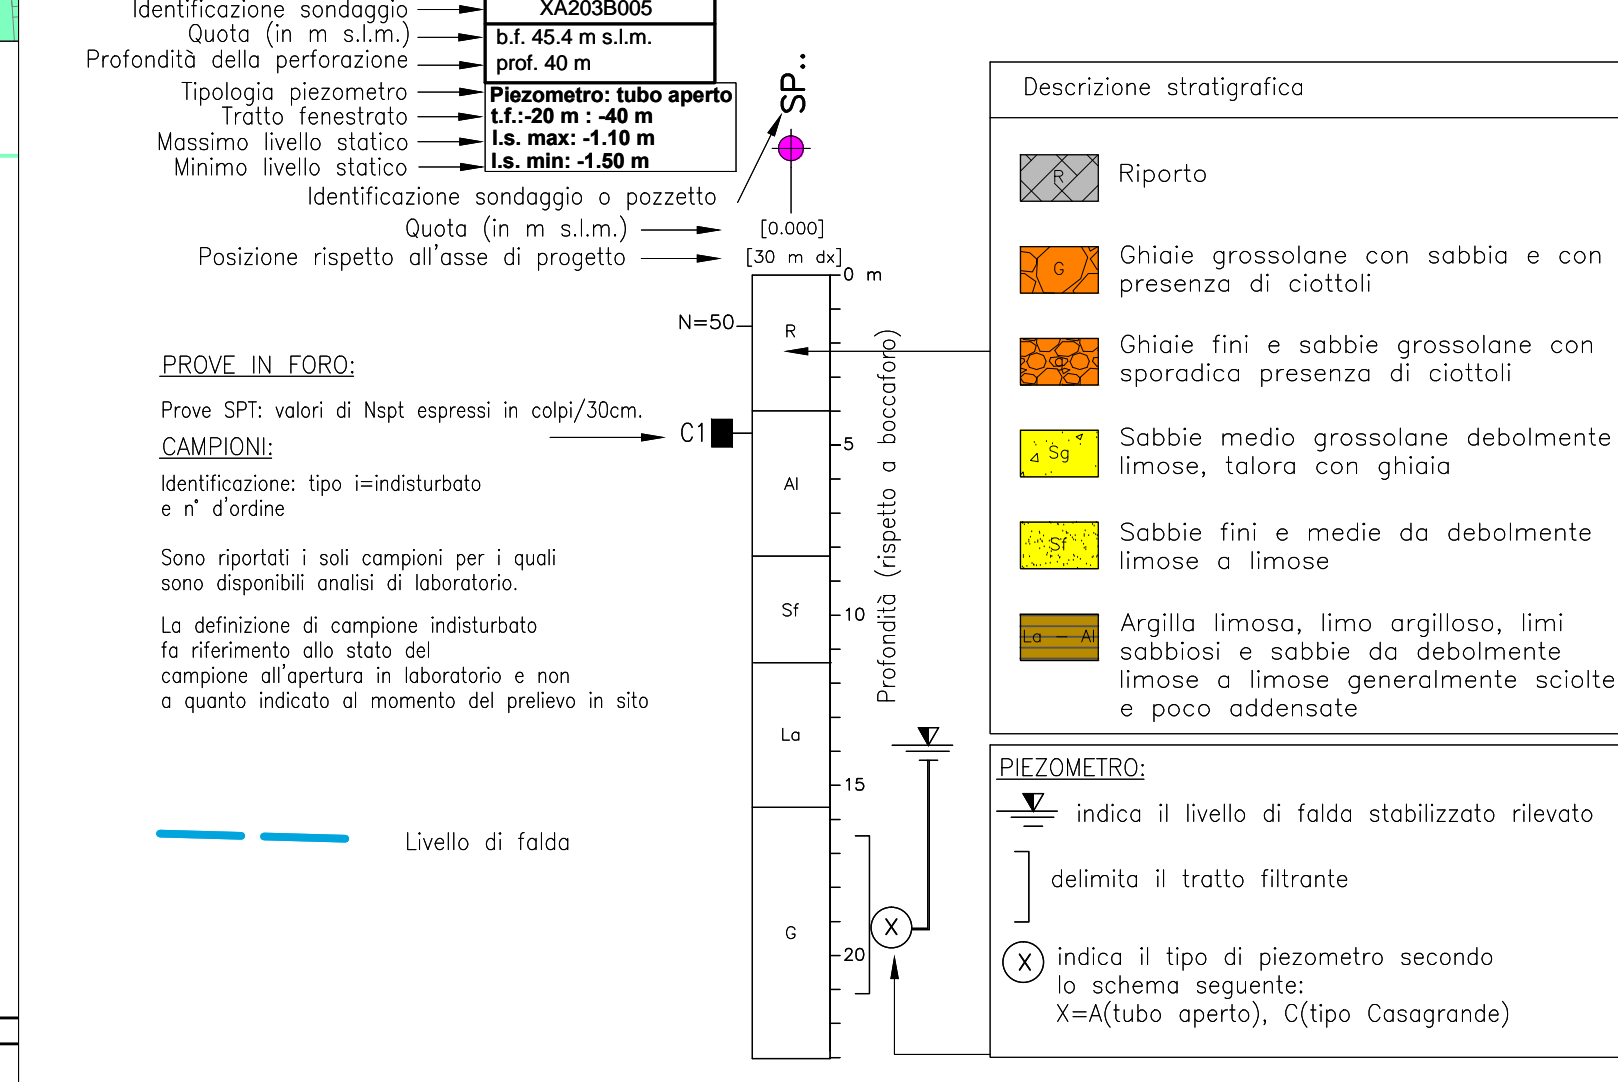 Identificazione sondaggio
XA203B005
Quota (in m s.l.m.)
b.f. 45.4 m s.l.m.
Profondità della perforazione
prof. 40 m
Tipologia piezometro
Piezometro: tubo aperto
Tratto fenestrato
t.f.:-20 m : -40 m
Massimo livello statico
l.s. max: -1.10 m
Minimo livello statico
l.s. min: -1.50 m
SP..
Identificazione sondaggio o pozzetto
Quota (in m s.l.m.)
[0.000]
Posizione rispetto all'asse di progetto
[30 m dx]
0 m
N=50
R
PROVE IN FORO:
Prove SPT: valori di Nspt espressi in colpi/30cm.
C1
5
CAMPIONI:
Identificazione: tipo i=indisturbato
e n° d'ordine
Al
Sono riportati i soli campioni per i quali
sono disponibili analisi di laboratorio.
Sf
10
La definizione di campione indisturbato
fa riferimento allo stato del
campione all'apertura in laboratorio e non
a quanto indicato al momento del prelievo in sito
La
15
Livello di falda
G
20
X
Profondità (rispetto a boccaforo)
Descrizione stratigrafica
R
Riporto
G
Ghiaie grossolane con sabbia e con
presenza di ciottoli
g
Ghiaie fini e sabbie grossolane con
sporadica presenza di ciottoli
Sg
Sabbie medio grossolane debolmente
limose, talora con ghiaia
Sf
Sabbie fini e medie da debolmente
limose a limose
La – Al
Argilla limosa, limo argilloso, limi
sabbiosi e sabbie da debolmente
limose a limose generalmente sciolte
e poco addensate
PIEZOMETRO:
indica il livello di falda stabilizzato rilevato
delimita il tratto filtrante
X
indica il tipo di piezometro secondo
lo schema seguente:
X=A(tubo aperto), C(tipo Casagrande)